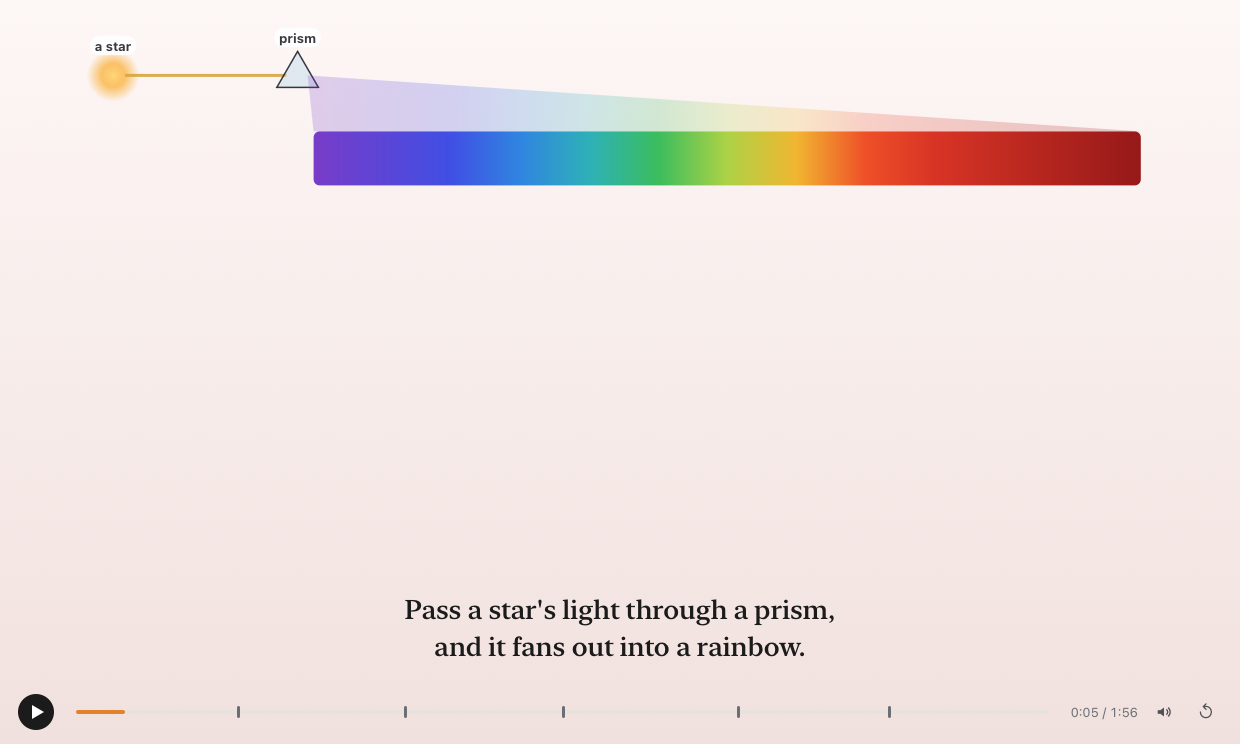 a star
prism
Pass a star's light through a prism,
and it fans out into a rainbow.
0:05 / 1:56